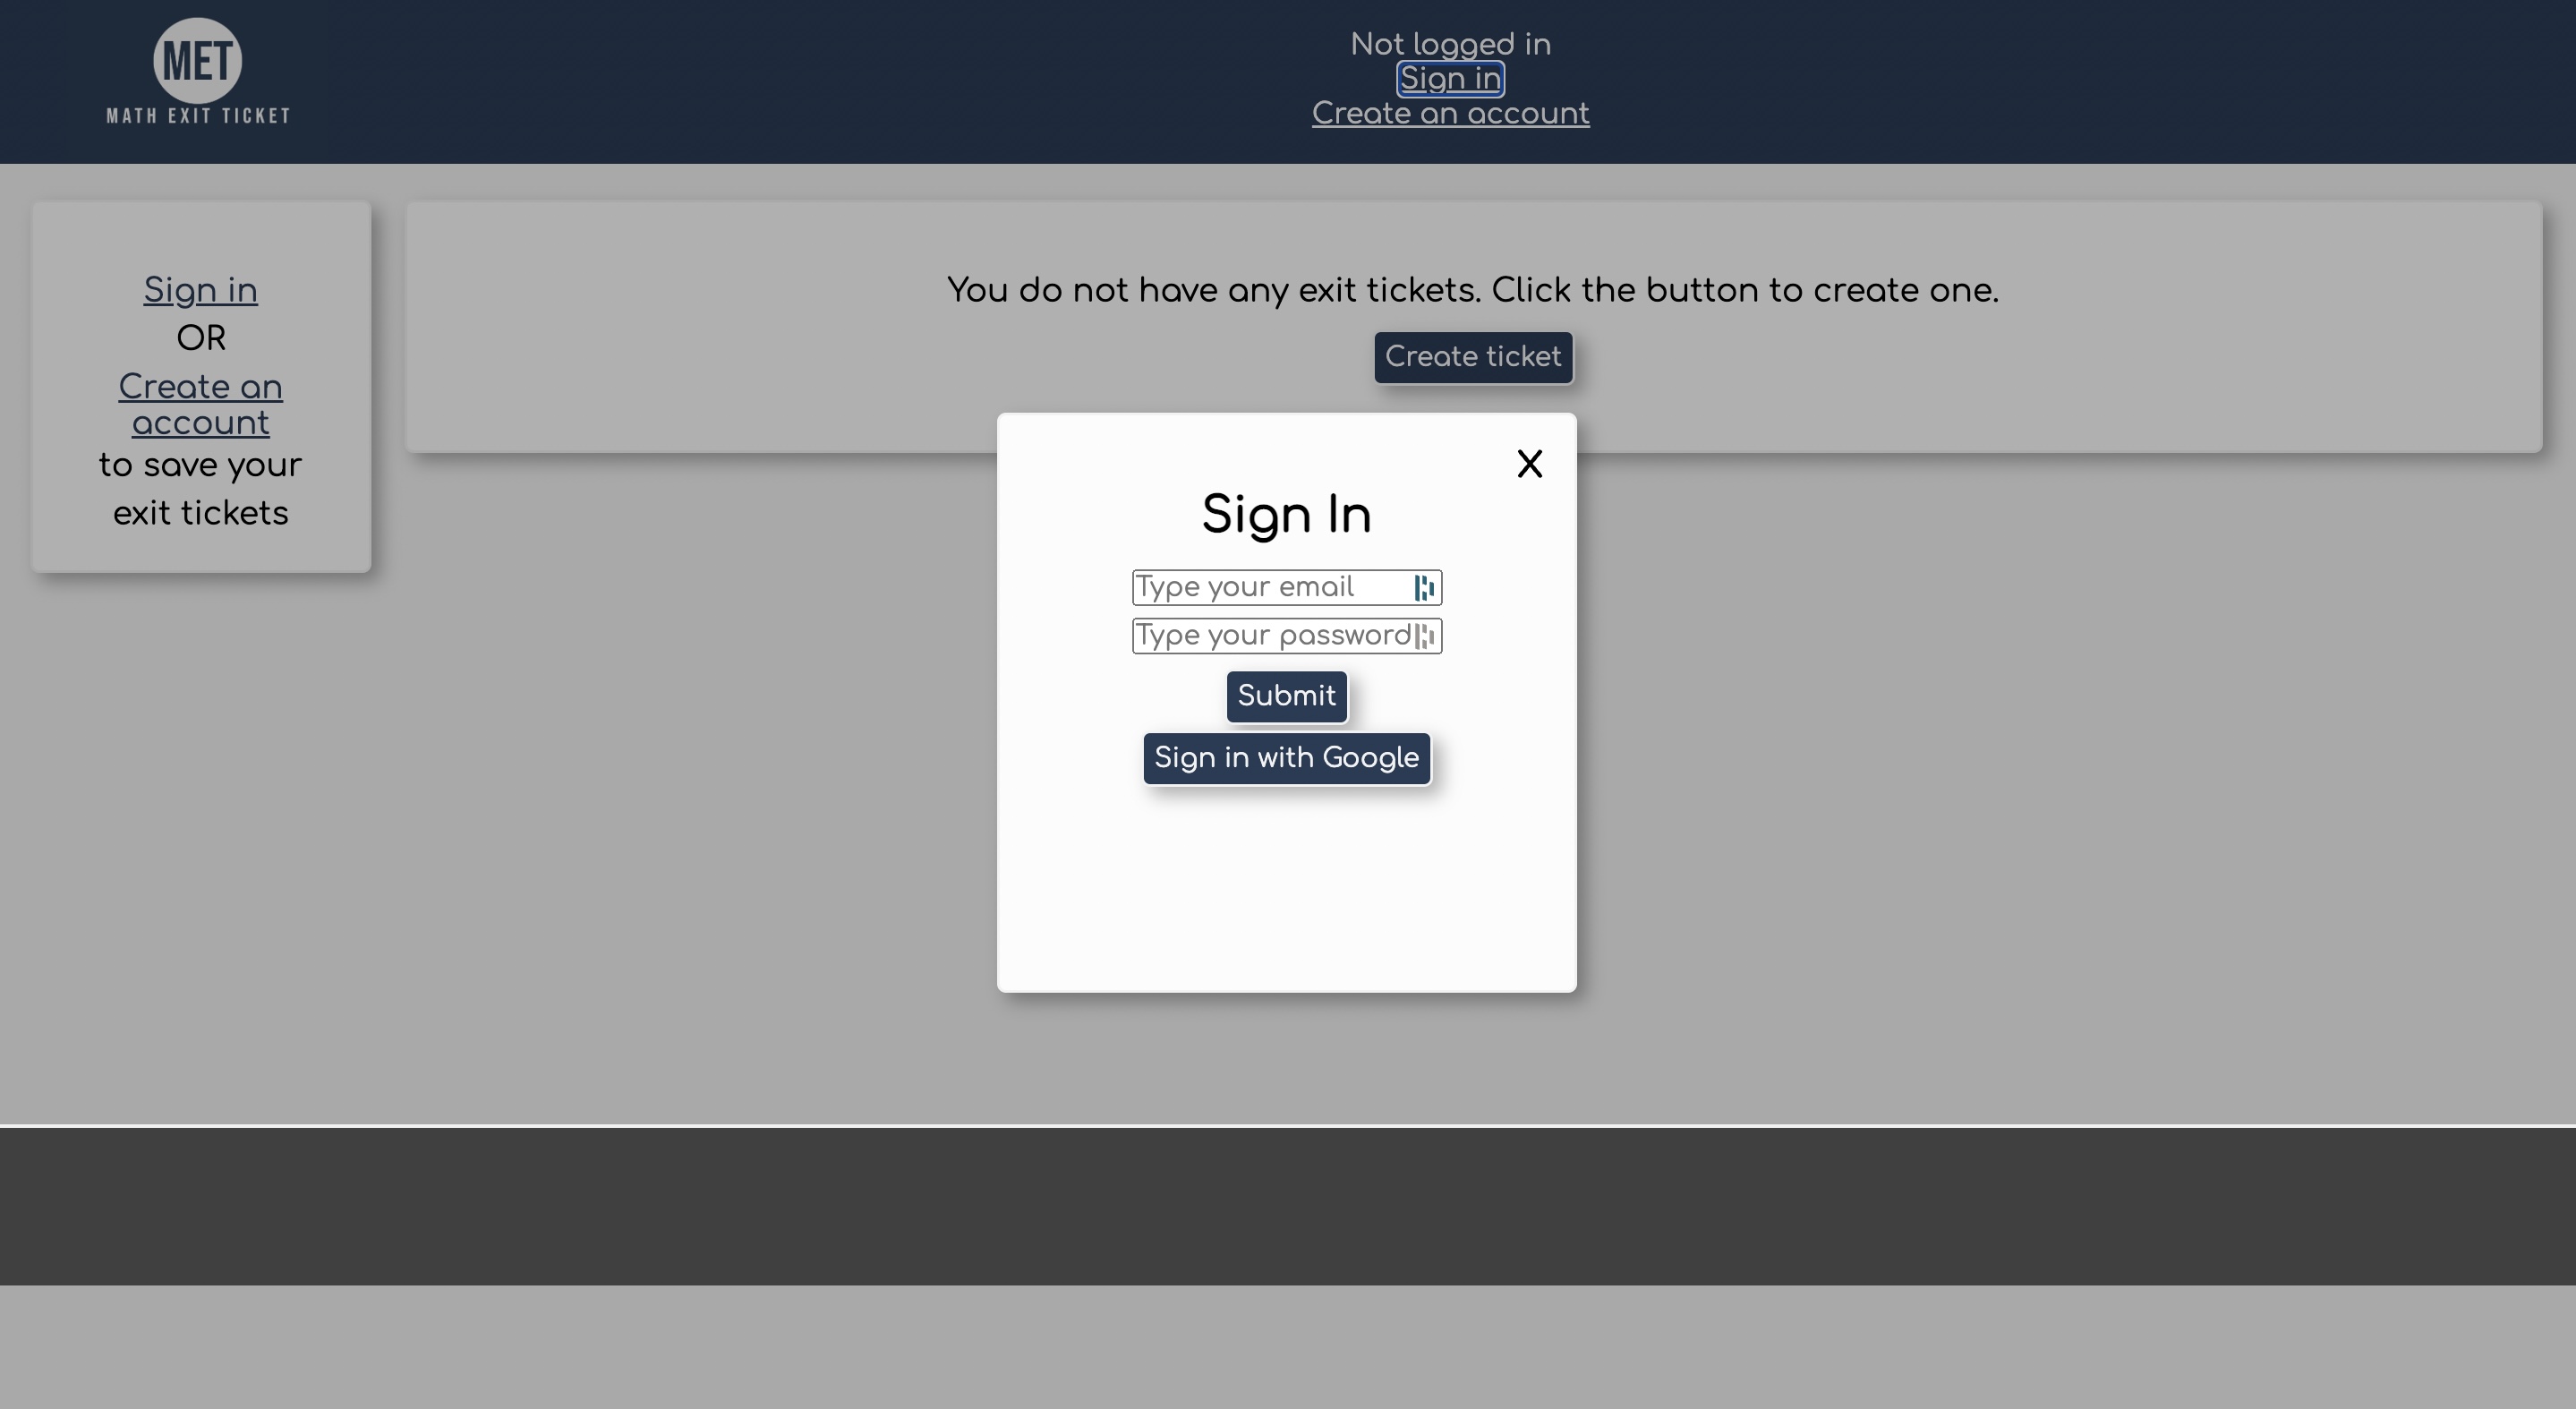 MET
MATH EXIT TICKET
Not logged in
Sign in
Create an account
Sign in
OR
Create an
account
to save your
exit tickets
You do not have any exit tickets. Click the button to create one.
Create ticket
X
Sign In
Type your email
Type your password
Submit
Sign in with Google